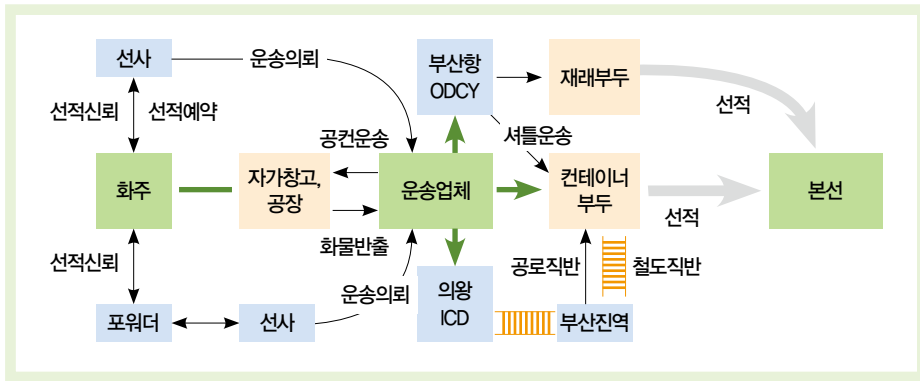 선사
운송의뢰
부산항
ODCY
재래부두
선적
선적신뢰
선적예약
공컨운송
셔틀운송
화주
자가창고,
공장
운송업체
컨테이너
부두
선적
본선
화물반출
선적신뢰
운송의뢰
의왕
ICD
공로직반
철도직반
포워더
선사
부산진역